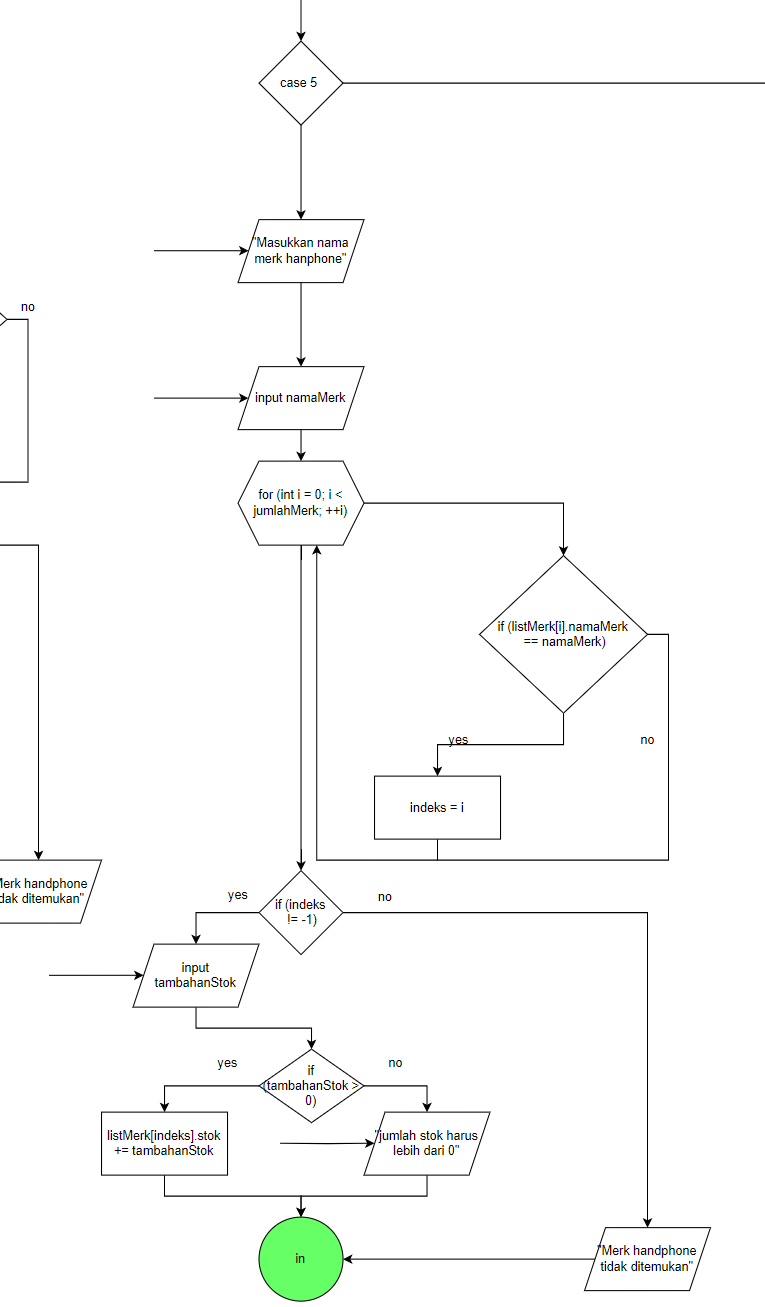 case 5
"Masukkan nama
merk hanphone"
no
input namaMerk
for (int i = 0; i <
jumlahMerk; ++i)
if (listMerk[i].namaMerk
== namaMerk)
yes
no
indeks = i
handphone
ditemukan"
yes
no
if (indeks
!= -1)
input
tambahanStok
yes
no
if
(tambahanStok >
0)
listMerk[indeks].stok
+= tambahanStok
"jumlah stok harus
lebih dari 0"
in
"Merk handphone
tidak ditemukan"